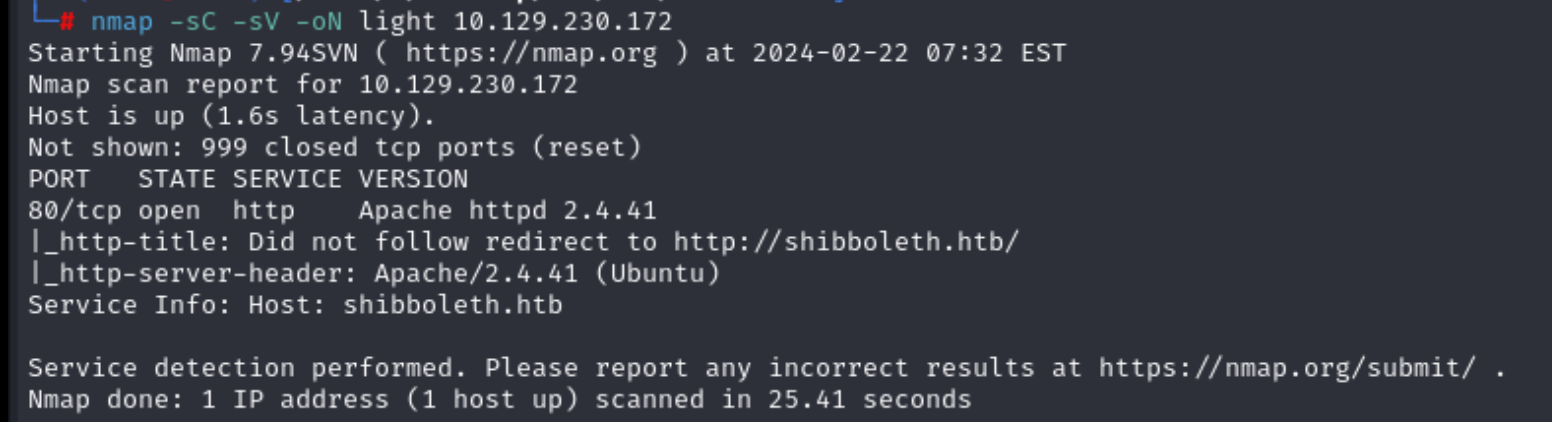 └─# nmap -sC -sV -oN light 10.129.230.172
Starting Nmap 7.94SVN ( https://nmap.org ) at 2024-02-22 07:32 EST
Nmap scan report for 10.129.230.172
Host is up (1.6s latency).
Not shown: 999 closed tcp ports (reset)
PORT   STATE SERVICE VERSION
80/tcp open  http    Apache httpd 2.4.41
|_http-title: Did not follow redirect to http://shibboleth.htb/
|_http-server-header: Apache/2.4.41 (Ubuntu)
Service Info: Host: shibboleth.htb

Service detection performed. Please report any incorrect results at https://nmap.org/submit/ .
Nmap done: 1 IP address (1 host up) scanned in 25.41 seconds